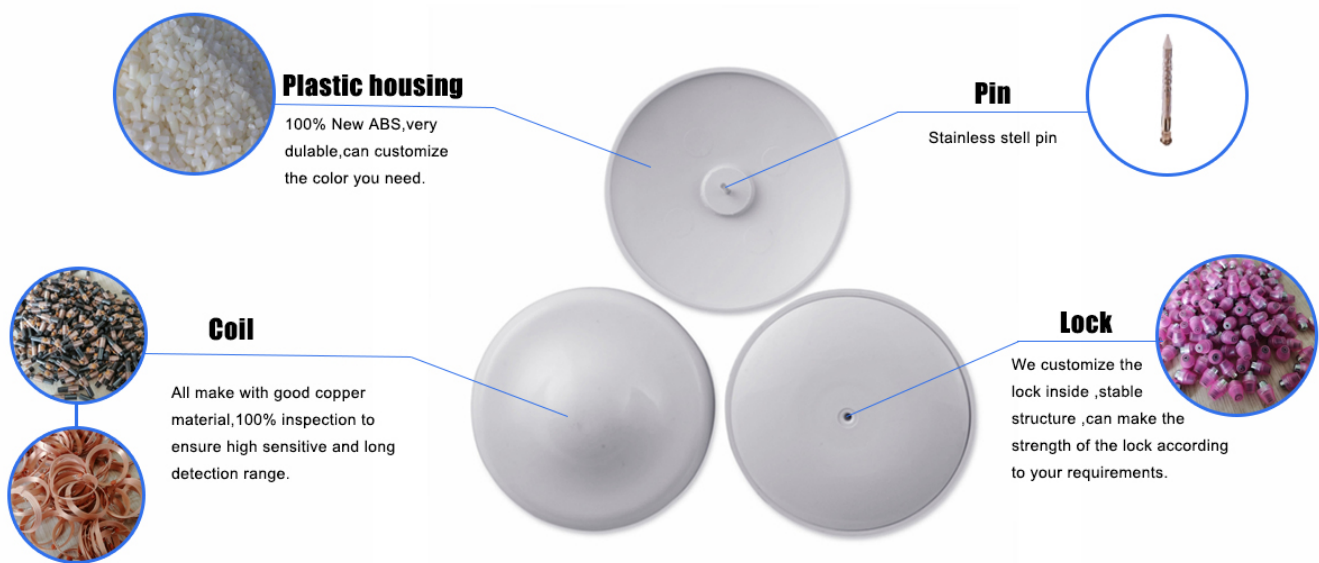 Plastic housing
100% New ABS,very
dulable,can customize
the color you need.
Pin
Stainless stell pin
Coil
All make with good copper
material,100% inspection to
ensure high sensitive and long
detection range.
Lock
We customize the
lock inside ,stable
structure ,can make the
strength of the lock according
to your requirements.